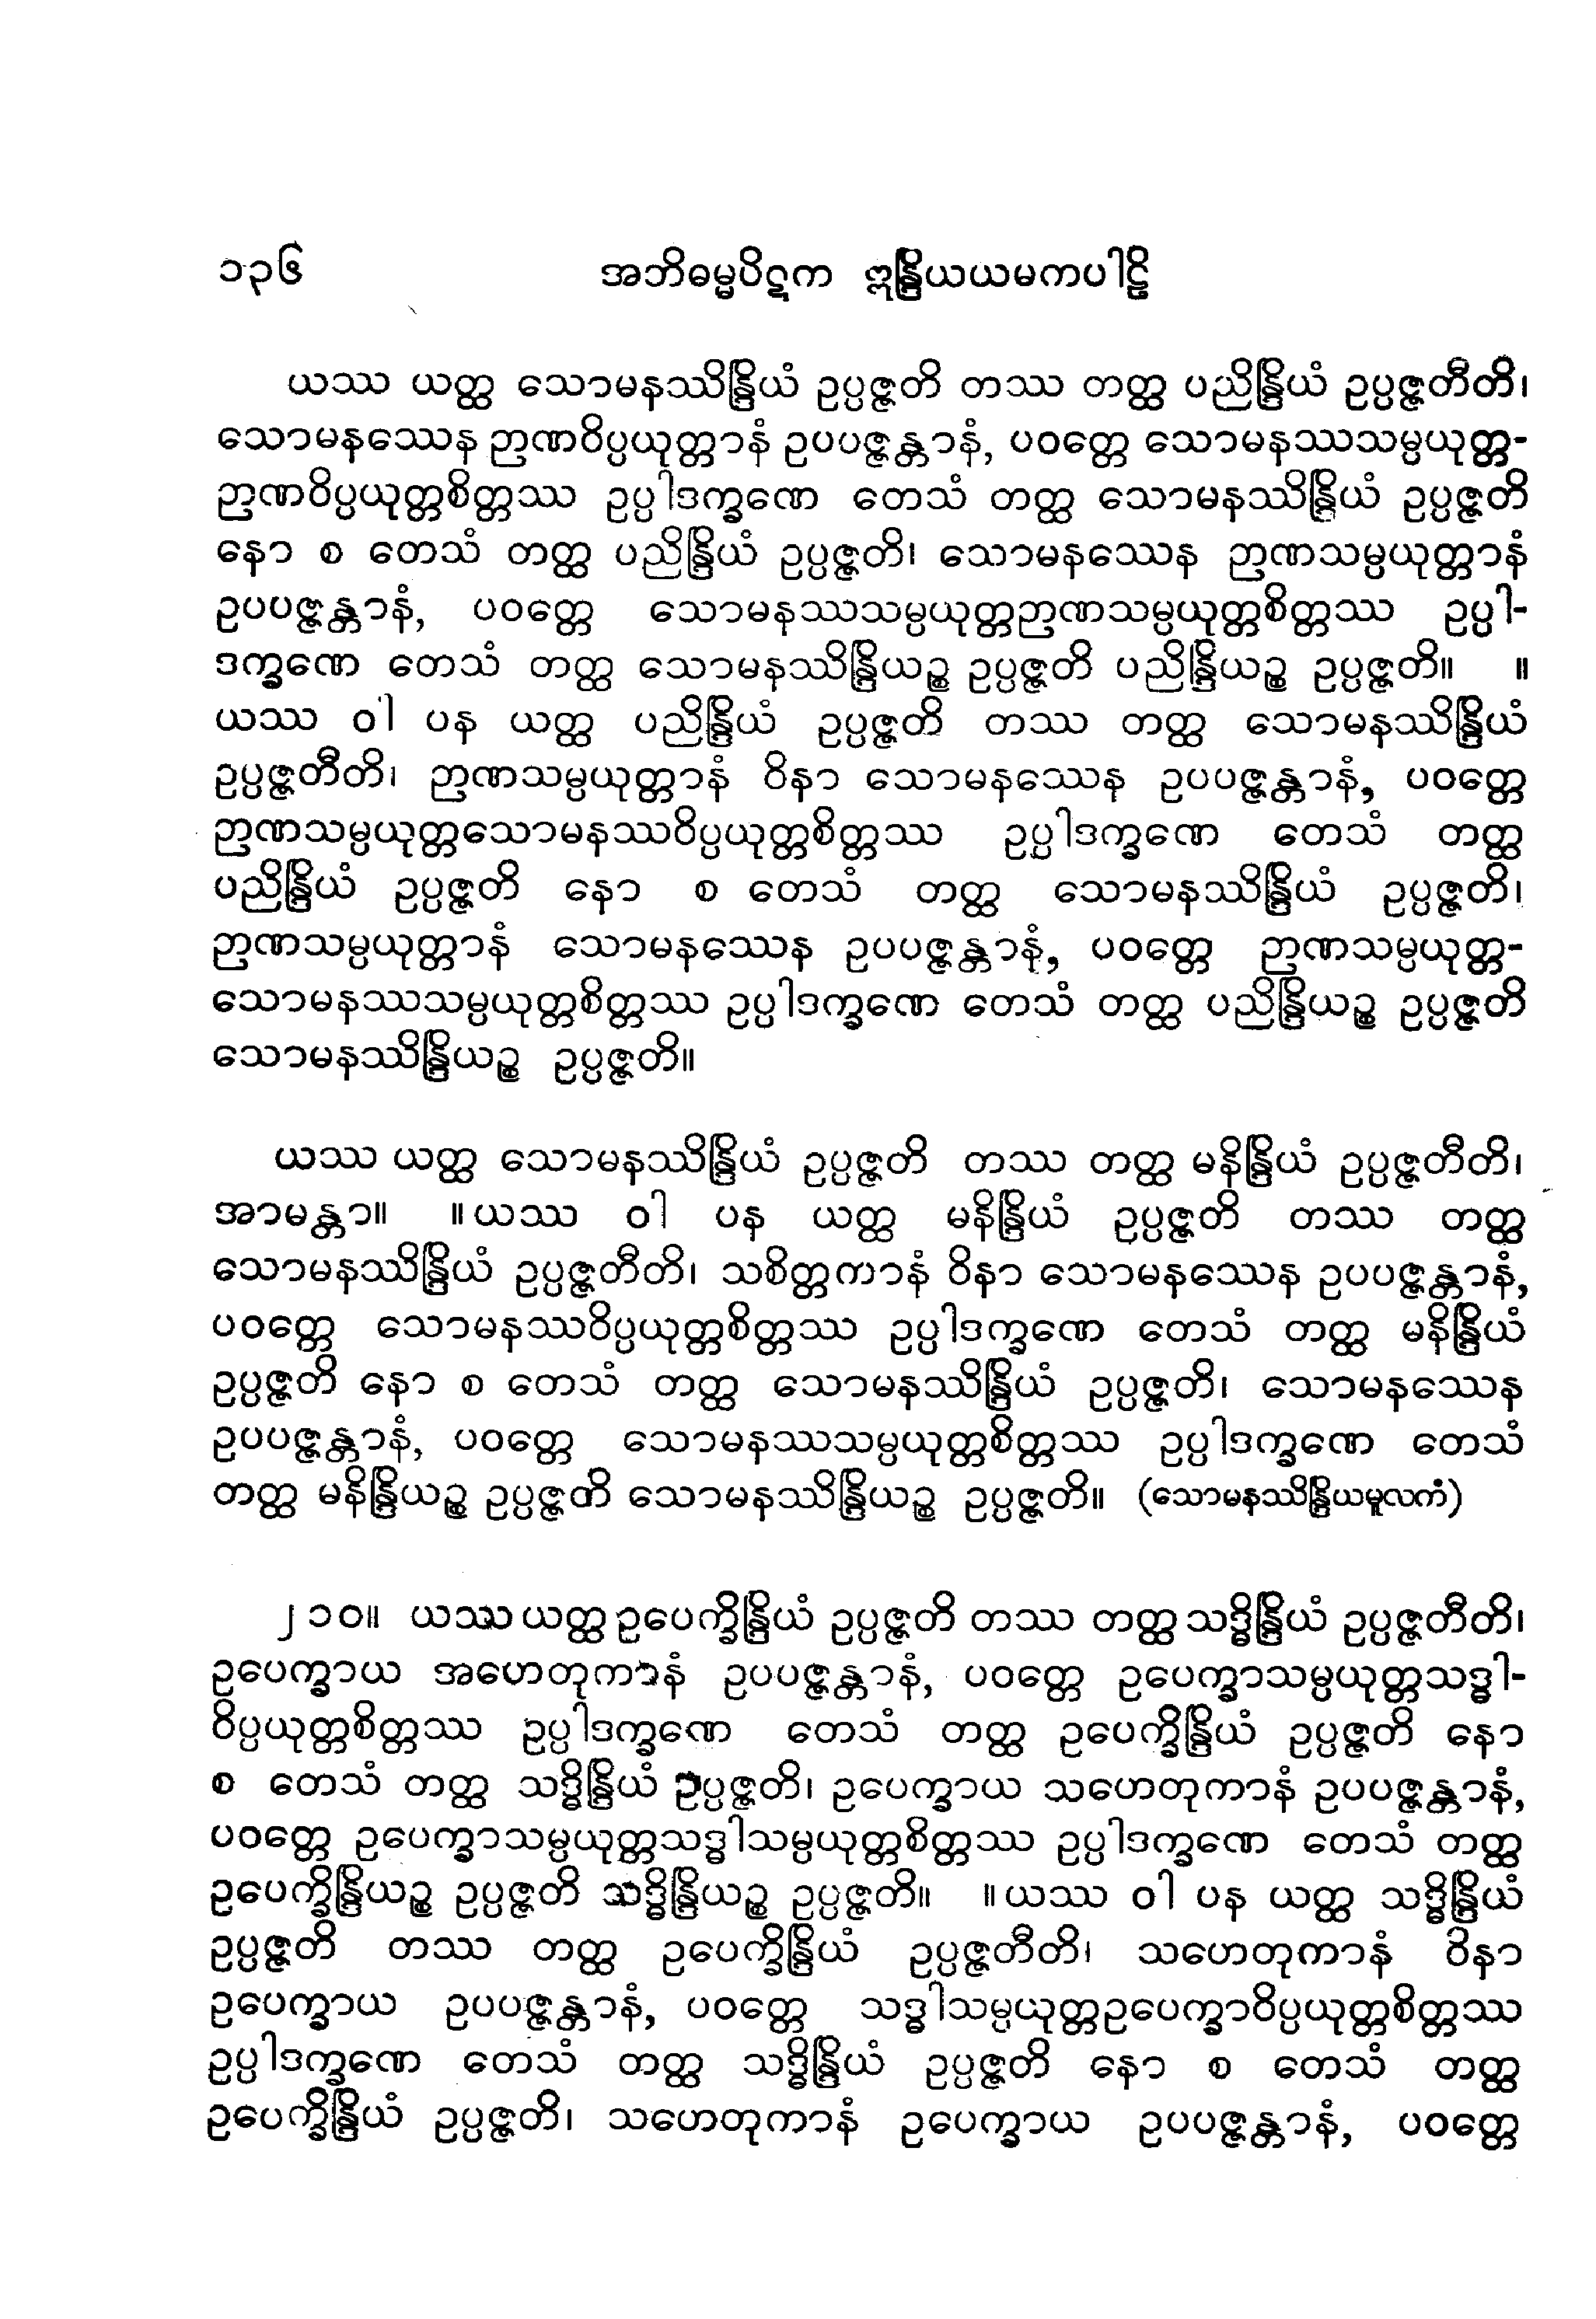 ၁၃၆ အဘိဓမ္မပိဋက ဣန္ဒြိယယမကပါဠိ
ယဿ ယတ္ထ သောမနဿိန္ဒြိယံ ဥပ္ပဇ္ဇတိ တဿ တတ္ထ ပညိန္ဒြိယံ ဥပ္ပဇ္ဇတီတိ၊
သောမနဿေန ဉာဏဝိပ္ပယုတ္တာနံ ဥပပဇ္ဇန္တာနံ, ပဝတ္တေ သောမနဿသမ္ပယုတ္တ-
ဉာဏဝိပ္ပယုတ္တစိတ္တဿ ဥပ္ပါဒက္ခဏေ တေသံ တတ္ထ သောမနဿိန္ဒြိယံ ဥပ္ပဇ္ဇတိ
နော စ တေသံ တတ္ထ ပညိန္ဒြိယံ ဥပ္ပဇ္ဇတိ၊ သောမနဿေန ဉာဏသမ္ပယုတ္တာနံ
ဥပပဇ္ဇန္တာနံ, ပဝတ္တေ သောမနဿသမ္ပယုတ္တဉာဏသမ္ပယုတ္တစိတ္တဿ ဥပ္ပါ-
ဒက္ခဏေ တေသံ တတ္ထ သောမနဿိန္ဒြိယဉ္စ ဥပ္ပဇ္ဇတိ ပညိန္ဒြိယဉ္စ ဥပ္ပဇ္ဇတိ။ ။
ယဿ ဝါ ပန ယတ္ထ ပညိန္ဒြိယံ ဥပ္ပဇ္ဇတိ တဿ တတ္ထ သောမနဿိန္ဒြိယံ
ဥပ္ပဇ္ဇတီတိ၊ ဉာဏသမ္ပယုတ္တာနံ ဝိနာ သောမနဿေန ဥပပဇ္ဇန္တာနံ, ပဝတ္တေ
ဉာဏသမ္ပယုတ္တသောမနဿဝိပ္ပယုတ္တစိတ္တဿ ဥပ္ပါဒက္ခဏေ တေသံ တတ္ထ
ပညိန္ဒြိယံ ဥပ္ပဇ္ဇတိ နော စ တေသံ တတ္ထ သောမနဿိန္ဒြိယံ ဥပ္ပဇ္ဇတိ၊
ဉာဏသမ္ပယုတ္တာနံ သောမနဿေန ဥပပဇ္ဇန္တာနံ, ပဝတ္တေ ဉာဏသမ္ပယုတ္တ-
သောမနဿသမ္ပယုတ္တစိတ္တဿ ဥပ္ပါဒက္ခဏေ တေသံ တတ္ထ ပညိန္ဒြိယဉ္စ ဥပ္ပဇ္ဇတိ
သောမနဿိန္ဒြိယဉ္စ ဥပ္ပဇ္ဇတိ။
ယဿ ယတ္ထ သောမနဿိန္ဒြိယံ ဥပ္ပဇ္ဇတိ တဿ တတ္ထ မနိန္ဒြိယံ ဥပ္ပဇ္ဇတီတိ၊
အာမန္တာ။ ။ယဿ ဝါ ပန ယတ္ထ မနိန္ဒြိယံ ဥပ္ပဇ္ဇတိ တဿ တတ္ထ
သောမနဿိန္ဒြိယံ ဥပ္ပဇ္ဇတီတိ၊ သစိတ္တကာနံ ဝိနာ သောမနဿေန ဥပပဇ္ဇန္တာနံ,
ပဝတ္တေ သောမနဿဝိပ္ပယုတ္တစိတ္တဿ ဥပ္ပါဒက္ခဏေ တေသံ တတ္ထ မနိန္ဒြိယံ
ဥပ္ပဇ္ဇတိ နော စ တေသံ တတ္ထ သောမနဿိန္ဒြိယံ ဥပ္ပဇ္ဇတိ၊ သောမနဿေန
ဥပပဇ္ဇန္တာနံ, ပဝတ္တေ သောမနဿသမ္ပယုတ္တစိတ္တဿ ဥပ္ပါဒက္ခဏေ တေသံ
တတ္ထ မနိန္ဒြိယဉ္စ ဥပ္ပဇ္ဇတိ သောမနဿိန္ဒြိယဉ္စ ဥပ္ပဇ္ဇတိ။ (သောမနဿိန္ဒြိယမူလကံ)
၂၁၀။ ယဿ ယတ္ထ ဥပေက္ခိန္ဒြိယံ ဥပ္ပဇ္ဇတိ တဿ တတ္ထ သဒ္ဓိန္ဒြိယံ ဥပ္ပဇ္ဇတီတိ၊
ဥပေက္ခာယ အဟေတုကာနံ ဥပပဇ္ဇန္တာနံ, ပဝတ္တေ ဥပေက္ခာသမ္ပယုတ္တသဒ္ဓါ-
ဝိပ္ပယုတ္တစိတ္တဿ ဥပ္ပါဒက္ခဏေ တေသံ တတ္ထ ဥပေက္ခိန္ဒြိယံ ဥပ္ပဇ္ဇတိ နော
စ တေသံ တတ္ထ သဒ္ဓိန္ဒြိယံ ဥပ္ပဇ္ဇတိ၊ ဥပေက္ခာယ သဟေတုကာနံ ဥပပဇ္ဇန္တာနံ,
ပဝတ္တေ ဥပေက္ခာသမ္ပယုတ္တသဒ္ဓါသမ္ပယုတ္တစိတ္တဿ ဥပ္ပါဒက္ခဏေ တေသံ တတ္ထ
ဥပေက္ခိန္ဒြိယဉ္စ ဥပ္ပဇ္ဇတိ သဒ္ဓိန္ဒြိယဉ္စ ဥပ္ပဇ္ဇတိ။ ။ယဿ ဝါ ပန ယတ္ထ သဒ္ဓိန္ဒြိယံ
ဥပ္ပဇ္ဇတိ တဿ တတ္ထ ဥပေက္ခိန္ဒြိယံ ဥပ္ပဇ္ဇတီတိ၊ သဟေတုကာနံ ဝိနာ
ဥပေက္ခာယ ဥပပဇ္ဇန္တာနံ, ပဝတ္တေ သဒ္ဓါသမ္ပယုတ္တဥပေက္ခာဝိပ္ပယုတ္တစိတ္တဿ
ဥပ္ပါဒက္ခဏေ တေသံ တတ္ထ သဒ္ဓိန္ဒြိယံ ဥပ္ပဇ္ဇတိ နော စ တေသံ တတ္ထ
ဥပေက္ခိန္ဒြိယံ ဥပ္ပဇ္ဇတိ၊ သဟေတုကာနံ ဥပေက္ခာယ ဥပပဇ္ဇန္တာနံ, ပဝတ္တေ